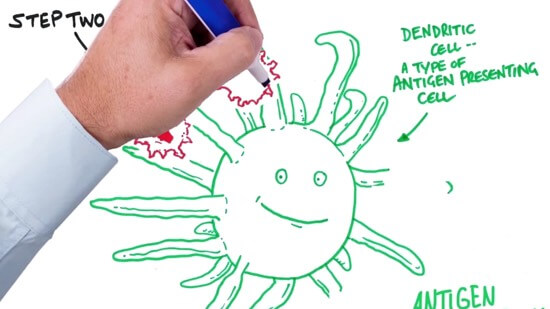 STEP TWO
DENDRITIC
CELL --
A TYPE OF
ANTIGEN PRESENTING
CELL
ANTIGEN